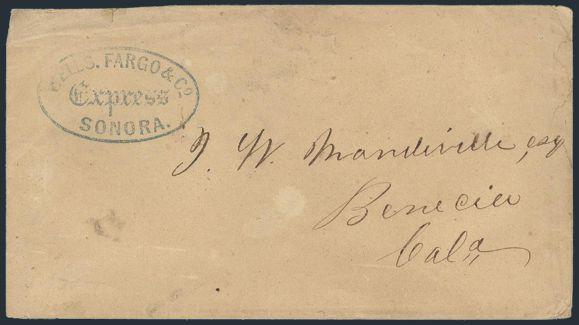 WELLS, FARGO & CO.
Express
SONORA.
J. W. Mandeville, esq
Benecia
Cala